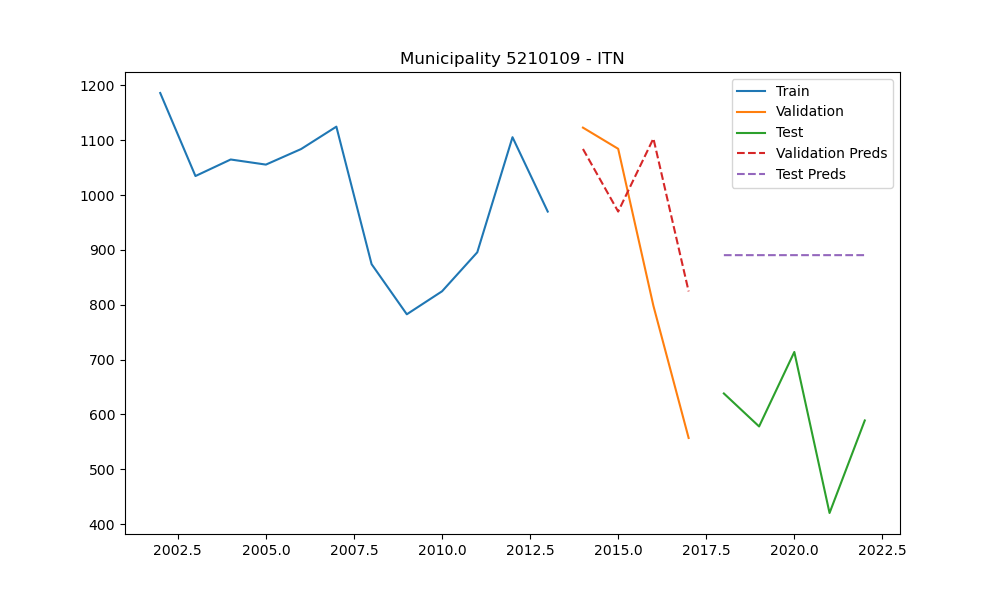 Municipality 5210109 - ITN
1200
1100
1000
900
800
700
600
500
400
2002.5 2005.0 2007.5 2010.0 2012.5 2015.0 2017.5 2020.0 2022.5
Train
Validation
Test
Validation Preds
Test Preds